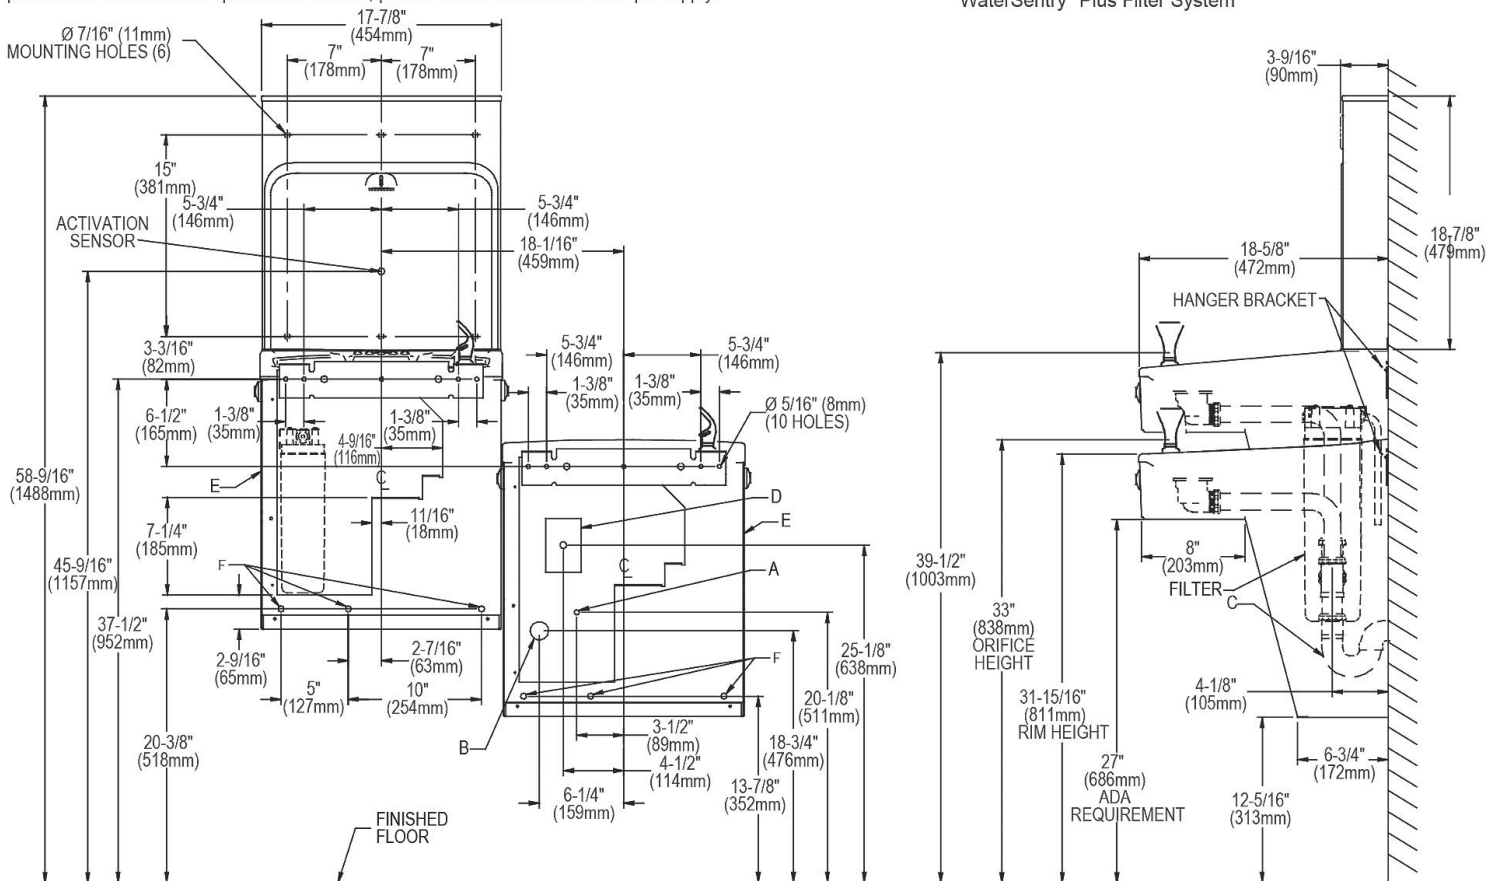 WaterSentry® Plus Filter System
17-7/8"
(454mm)
Ø 7/16" (11mm)
MOUNTING HOLES (6)
7"
(178mm)
7"
(178mm)
3-9/16"
(90mm)
15"
(381mm)
5-3/4"
(146mm)
5-3/4"
(146mm)
ACTIVATION
SENSOR
18-1/16"
(459mm)
18-5/8"
(472mm)
18-7/8"
(479mm)
HANGER BRACKET
3-3/16"
(82mm)
5-3/4"
(146mm)
5-3/4"
(146mm)
1-3/8"
(35mm)
1-3/8"
(35mm)
6-1/2"
(165mm)
1-3/8"
(35mm)
1-3/8"
(35mm)
Ø 5/16" (8mm)
(10 HOLES)
4-9/16"
(116mm)
58-9/16"
(1488mm)
E
C
11/16"
(18mm)
D
E
7-1/4"
(185mm)
45-9/16"
(1157mm)
F
C
A
39-1/2"
(1003mm)
8"
(203mm)
FILTER
C
37-1/2"
(952mm)
33"
(838mm)
ORIFICE
HEIGHT
2-9/16"
(65mm)
2-7/16"
(63mm)
F
25-1/8"
(638mm)
5"
(127mm)
10"
(254mm)
20-1/8"
(511mm)
4-1/8"
(105mm)
31-15/16"
(811mm)
RIM HEIGHT
20-3/8"
(518mm)
B
3-1/2"
(89mm)
18-3/4"
(476mm)
4-1/2"
(114mm)
13-7/8"
(352mm)
6-3/4"
(172mm)
27"
(686mm)
ADA
REQUIREMENT
6-1/4"
(159mm)
12-5/16"
(313mm)
FINISHED
FLOOR